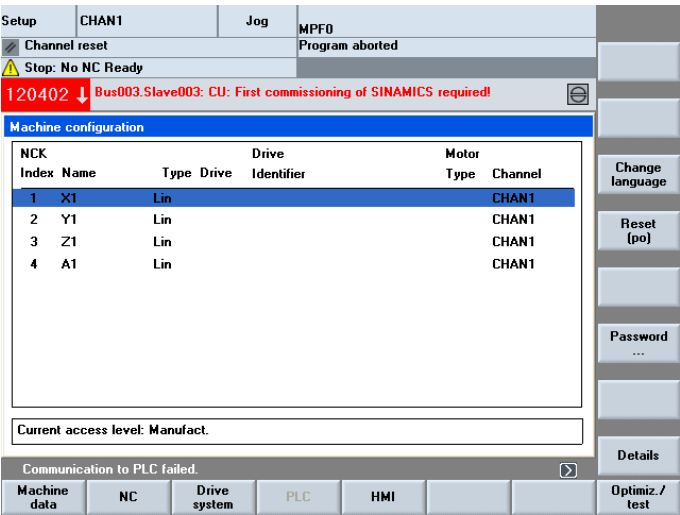 Setup CHAN1 Jog MPF0
Channel reset Program aborted
Stop: No NC Ready
120402 Bus003.Slave003: CU: First commissioning of SINAMICS required!
Machine configuration
NCK Drive Motor
Index Name Type Drive Identifier Type Channel
1 X1 Lin CHAN1
2 Y1 Lin CHAN1
3 Z1 Lin CHAN1
4 A1 Lin CHAN1
Current access level: Manufact.
Communication to PLC failed.
Change
language
Reset
(po)
Password
...
Details
Machine
data
NC
Drive
system
PLC
HMI
Optimiz./
test